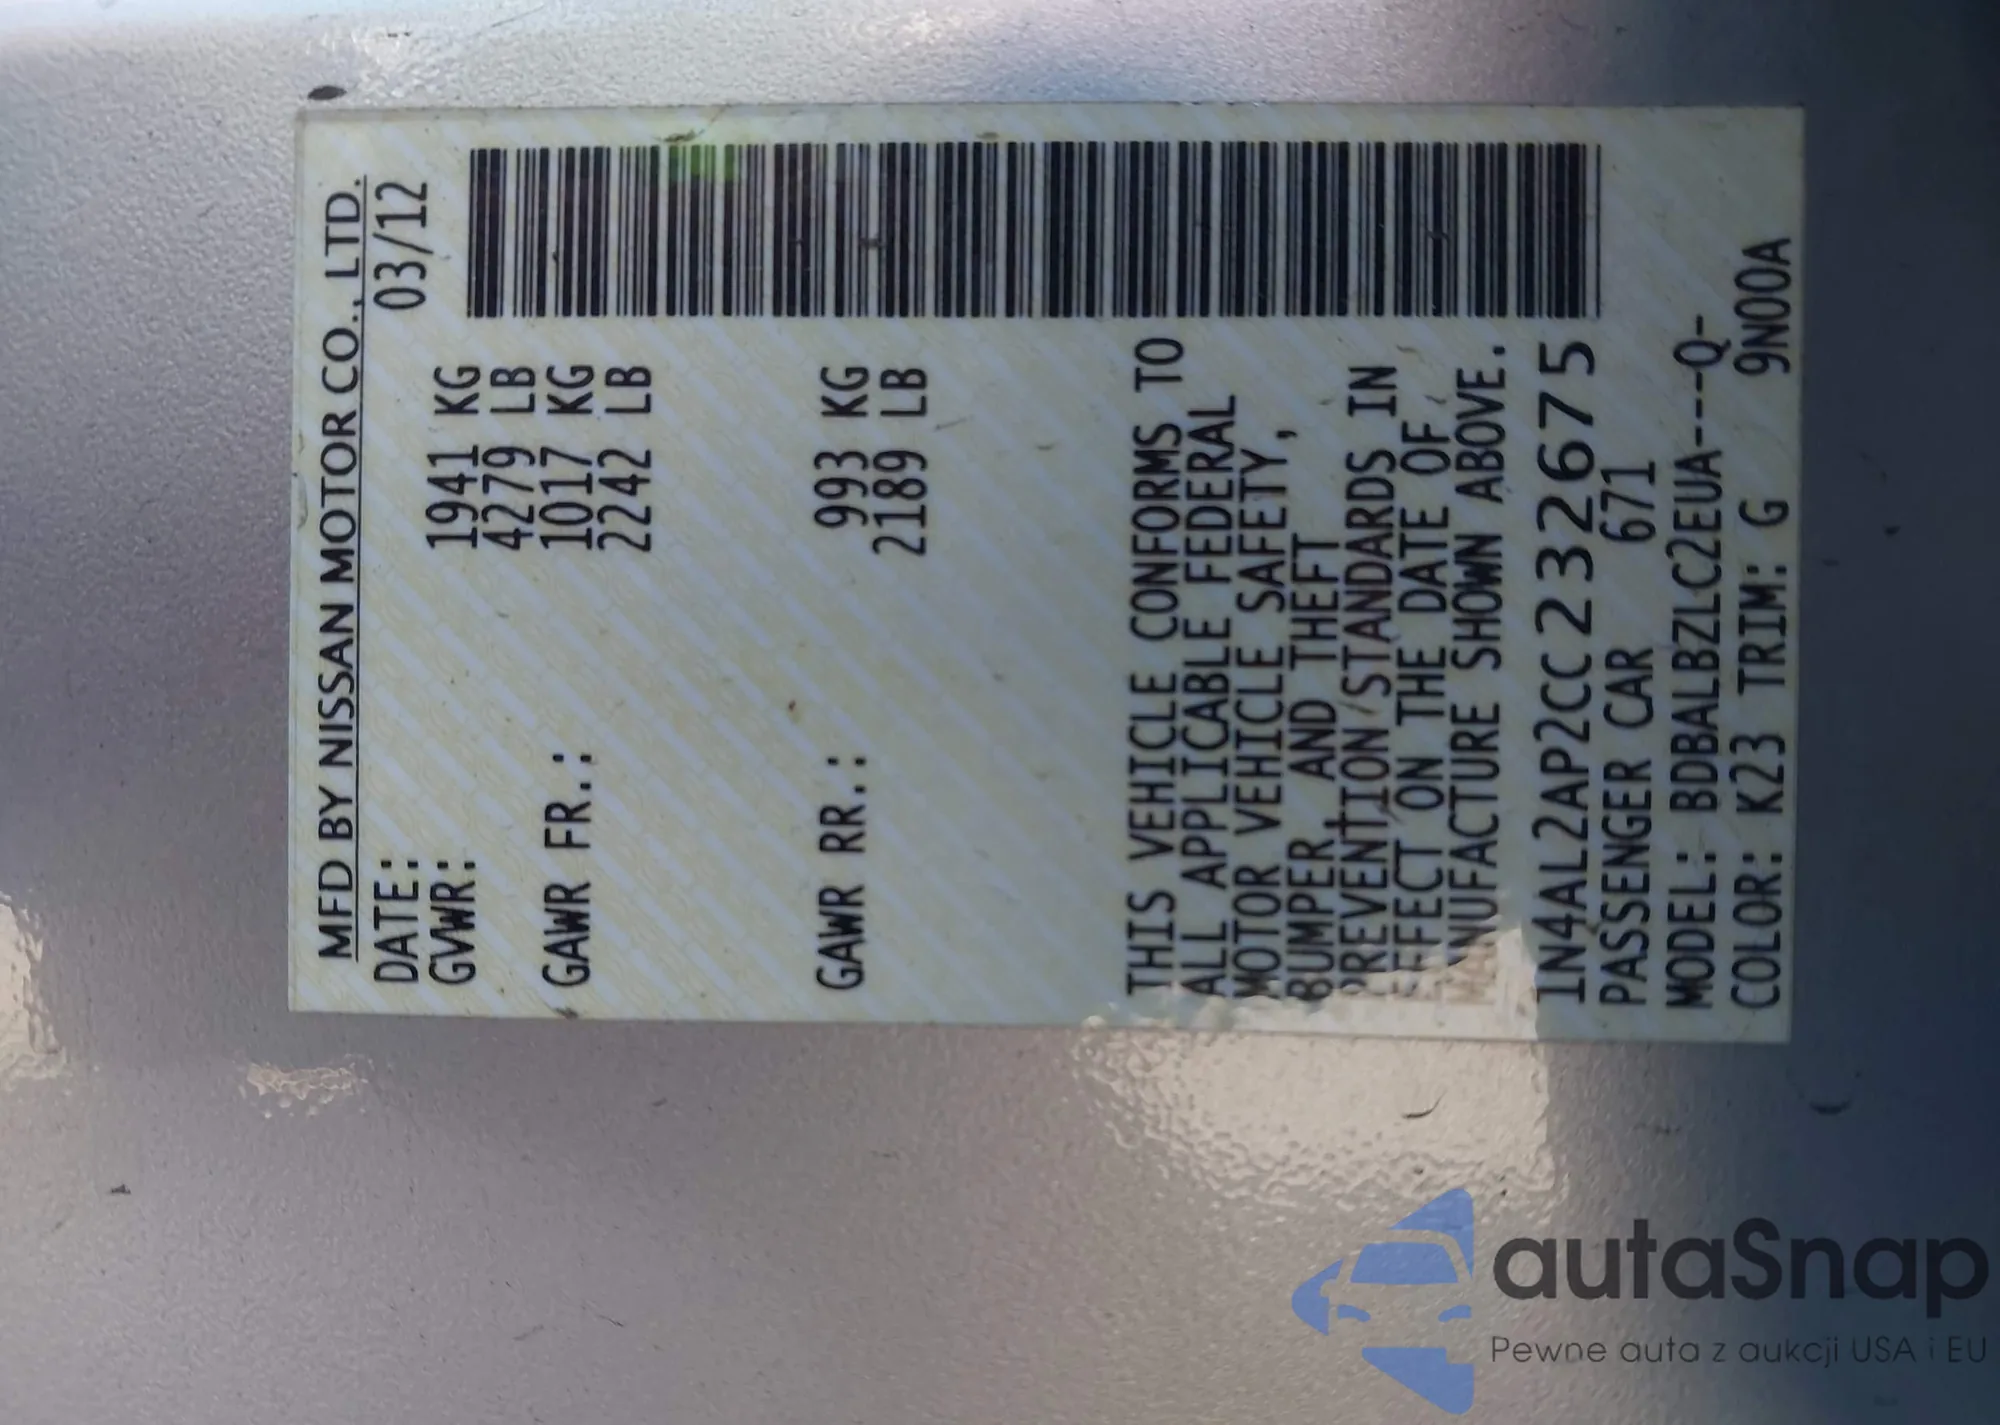 MFD BY NISSAN MOTOR CO., LTD.
DATE: 03/12
GVWR: 1941 KG
4279 LB
GAWR FR.: 1017 KG
2242 LB
GAWR RR.: 993 KG
2189 LB
THIS VEHICLE CONFORMS TO
ALL APPLICABLE FEDERAL
MOTOR VEHICLE SAFETY,
BUMPER, AND THEFT
PREVENTION STANDARDS IN
EFFECT ON THE DATE OF
MANUFACTURE SHOWN ABOVE.
1N4AL2AP2CC232675
PASSENGER CAR 671
MODEL: BDBALBZLC2EUA----Q-
COLOR: K23 TRIM: G 9N00A
autaSnap
Pewne auta z aukcji USA i EU